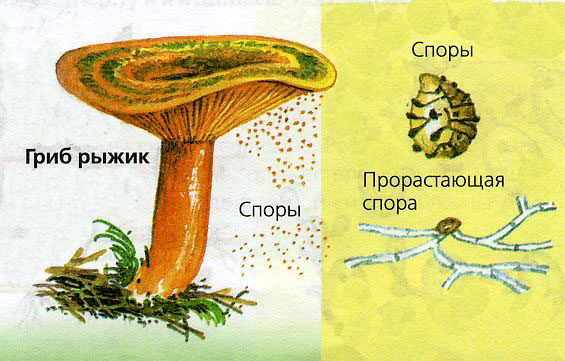 Гриб рыжик
Споры
Споры
Прорастающая
спора